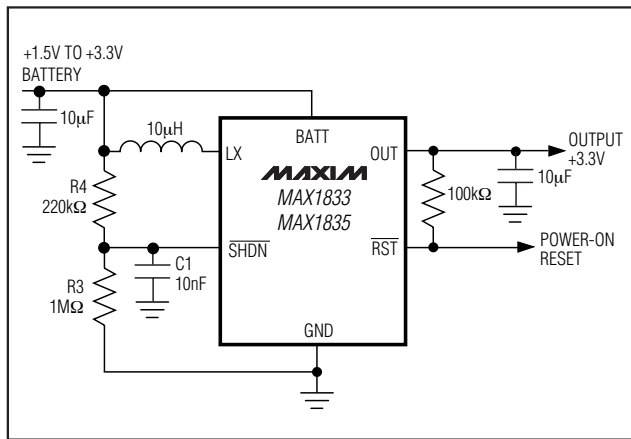 +1.5V TO +3.3V
BATTERY
10µF
10µH
LX
BATT
OUT
OUTPUT
+3.3V
MAXIM
MAX1833
MAX1835
R4
220kΩ
100kΩ
10µF
SHDN
RST
POWER-ON
RESET
C1
10nF
R3
1MΩ
GND